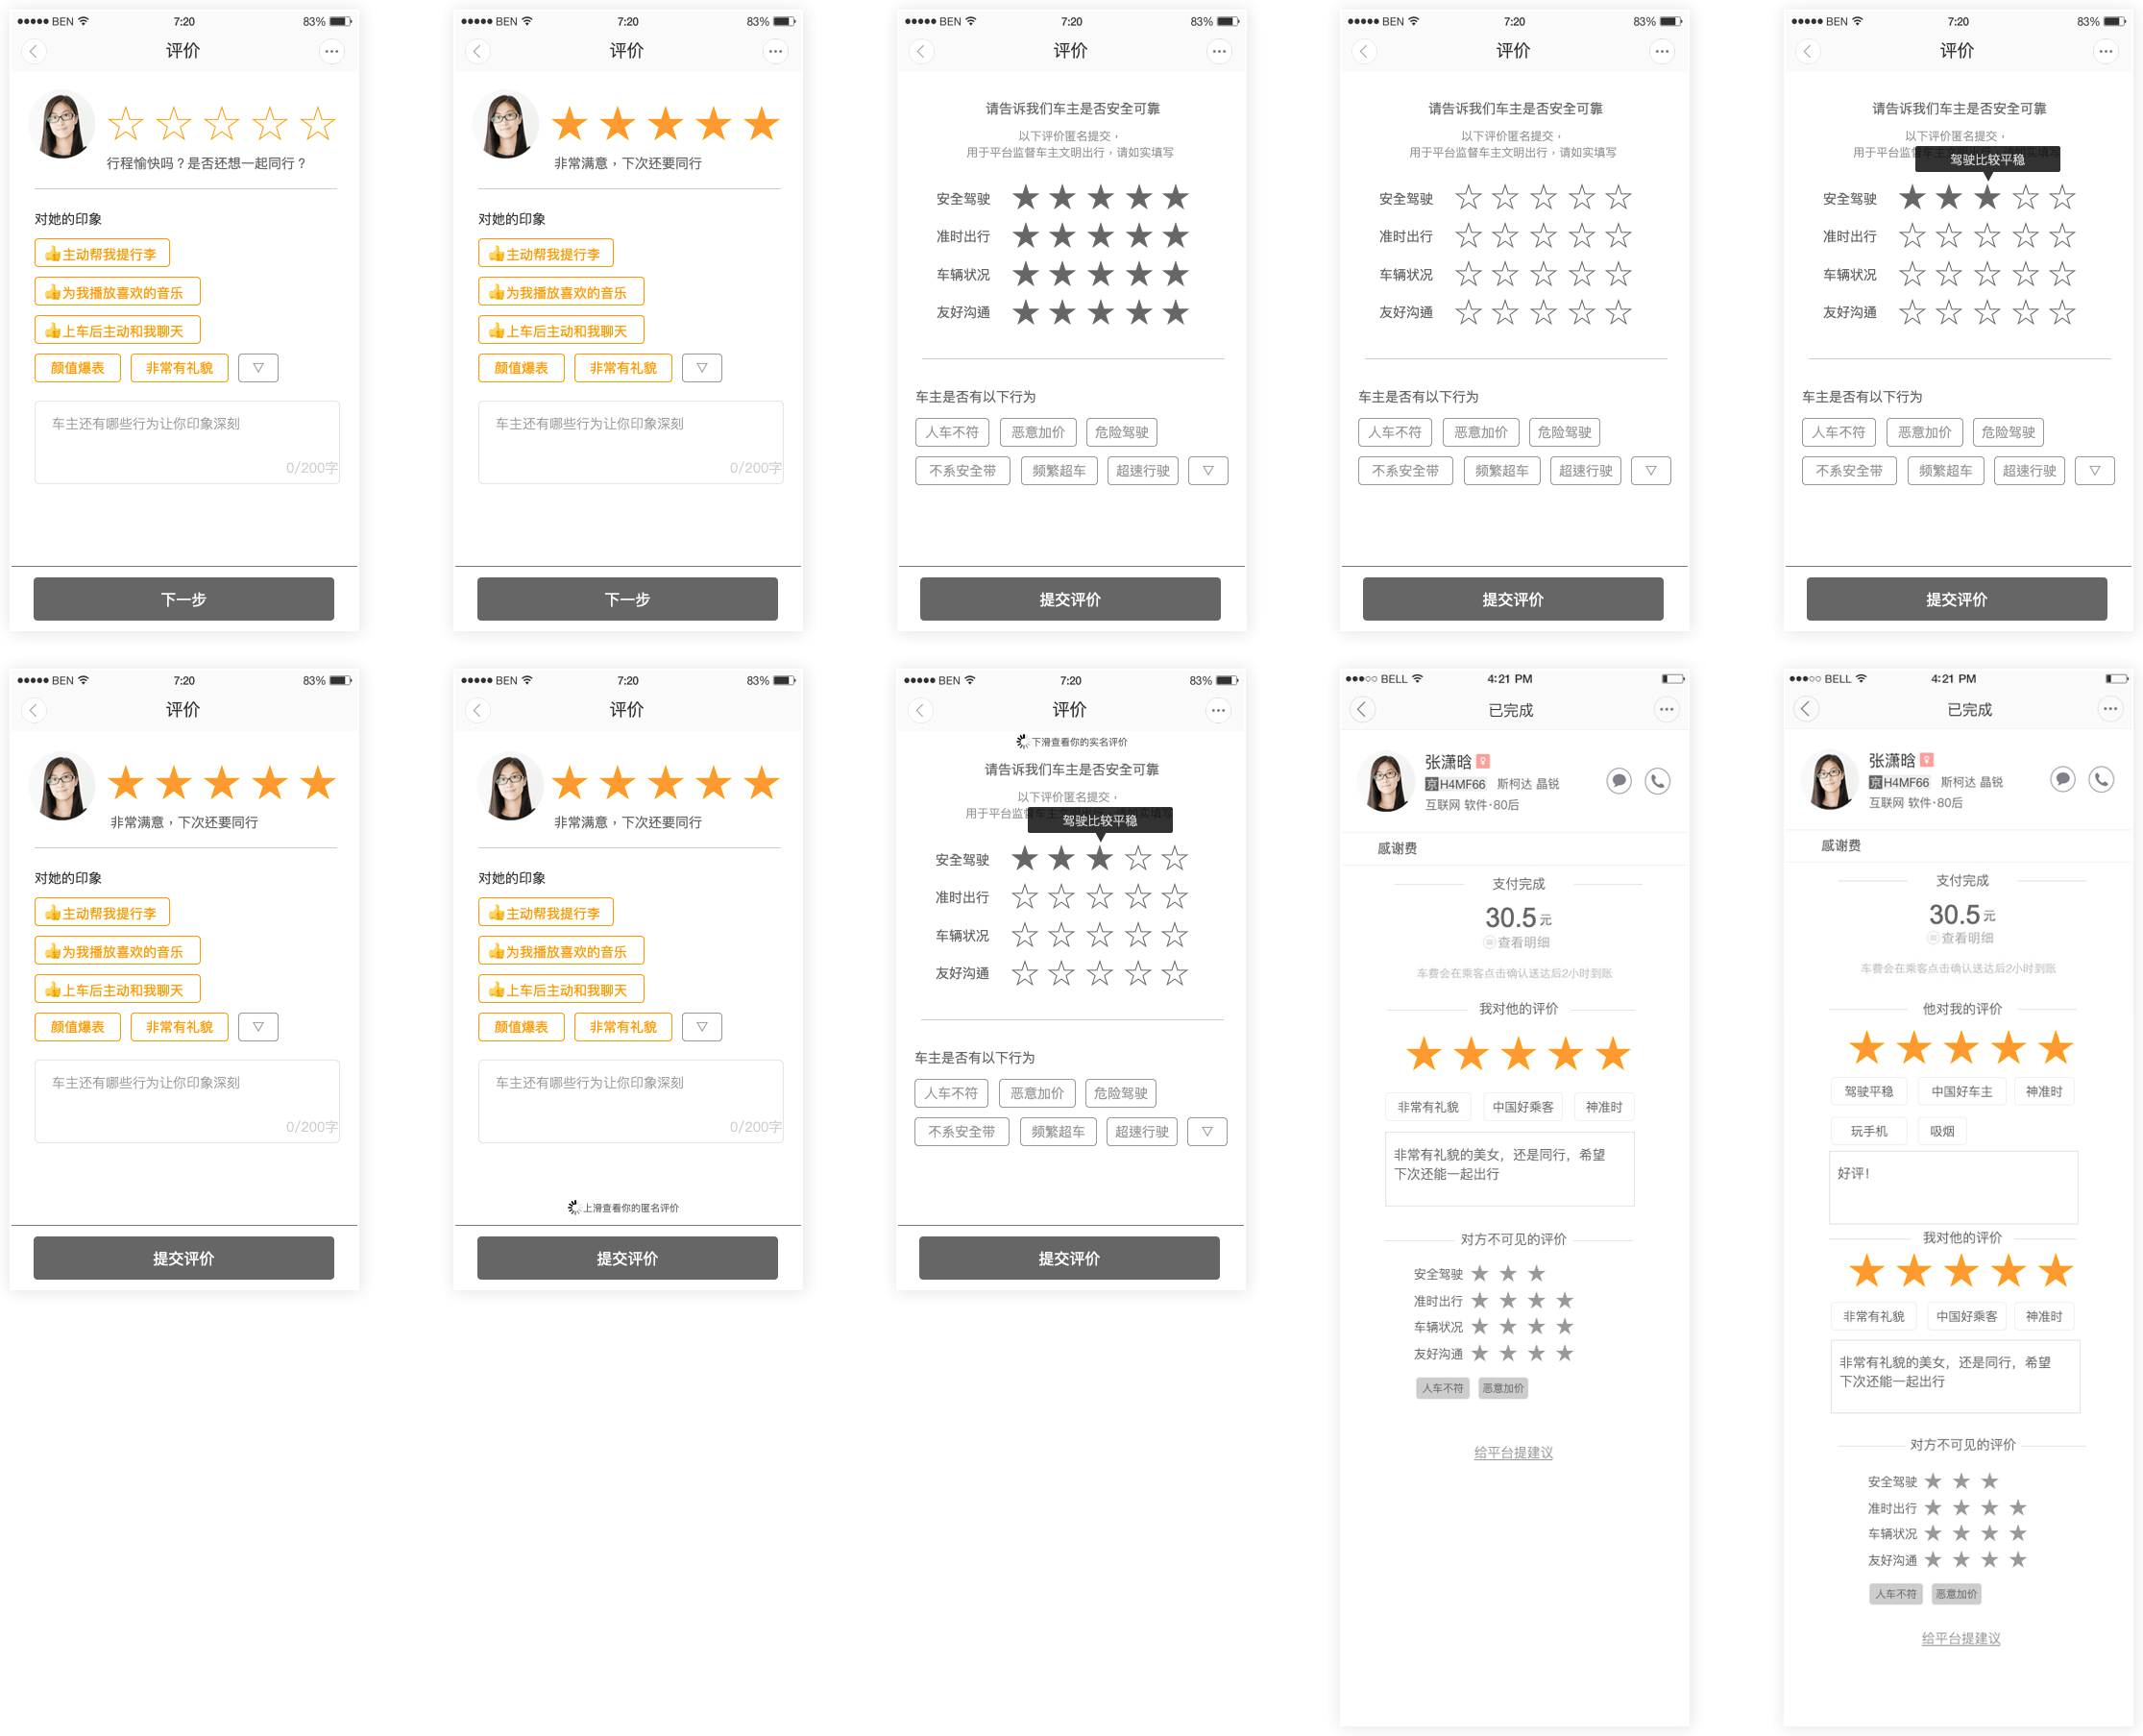 BEN 7:20 83%
评价
行程愉快吗？是否还想一起同行？
对她的印象
主动帮我提行李
为我播放喜欢的音乐
上车后主动和我聊天
颜值爆表 非常有礼貌
车主还有哪些行为让你印象深刻
0/200字
下一步
BEN 7:20 83%
评价
非常满意，下次还要同行
对她的印象
主动帮我提行李
为我播放喜欢的音乐
上车后主动和我聊天
颜值爆表 非常有礼貌
车主还有哪些行为让你印象深刻
0/200字
下一步
BEN 7:20 83%
评价
请告诉我们车主是否安全可靠
以下评价匿名提交，
用于平台监督车主文明出行，请如实填写
安全驾驶
准时出行
车辆状况
友好沟通
车主是否有以下行为
人车不符 恶意加价 危险驾驶
不系安全带 频繁超车 超速行驶
提交评价
BEN 7:20 83%
评价
请告诉我们车主是否安全可靠
以下评价匿名提交，
用于平台监督车主文明出行，请如实填写
安全驾驶
准时出行
车辆状况
友好沟通
车主是否有以下行为
人车不符 恶意加价 危险驾驶
不系安全带 频繁超车 超速行驶
提交评价
BEN 7:20 83%
评价
请告诉我们车主是否安全可靠
以下评价匿名提交，
用于平台监
驾驶比较平稳
安全驾驶
准时出行
车辆状况
友好沟通
车主是否有以下行为
人车不符 恶意加价 危险驾驶
不系安全带 频繁超车 超速行驶
提交评价
BEN 7:20 83%
评价
非常满意，下次还要同行
对她的印象
主动帮我提行李
为我播放喜欢的音乐
上车后主动和我聊天
颜值爆表 非常有礼貌
车主还有哪些行为让你印象深刻
0/200字
提交评价
BEN 7:20 83%
评价
非常满意，下次还要同行
对她的印象
主动帮我提行李
为我播放喜欢的音乐
上车后主动和我聊天
颜值爆表 非常有礼貌
车主还有哪些行为让你印象深刻
0/200字
上滑查看你的匿名评价
提交评价
BEN 7:20 83%
评价
下滑查看你的实名评价
请告诉我们车主是否安全可靠
以下评价匿名提交，
用于平台监督车主文明出行，请如实填写
驾驶比较平稳
安全驾驶
准时出行
车辆状况
友好沟通
车主是否有以下行为
人车不符 恶意加价 危险驾驶
不系安全带 频繁超车 超速行驶
提交评价
BELL 4:21 PM
已完成
张潇晗
京H4MF66 斯柯达 晶锐
互联网 软件·80后
感谢费
支付完成
30.5元
查看明细
车费会在乘客点击确认送达后2小时到账
我对他的评价
非常有礼貌 中国好乘客 神准时
非常有礼貌的美女，还是同行，希望
下次还能一起出行
对方不可见的评价
安全驾驶
准时出行
车辆状况
友好沟通
人车不符 恶意加价
给平台提建议
BELL 4:21 PM
已完成
张潇晗
京H4MF66 斯柯达 晶锐
互联网 软件·80后
感谢费
支付完成
30.5元
查看明细
车费会在乘客点击确认送达后2小时到账
他对我的评价
驾驶平稳 中国好车主 神准时
玩手机 吸烟
好评！
我对他的评价
非常有礼貌 中国好乘客 神准时
非常有礼貌的美女，还是同行，希望
下次还能一起出行
对方不可见的评价
安全驾驶
准时出行
车辆状况
友好沟通
人车不符 恶意加价
给平台提建议